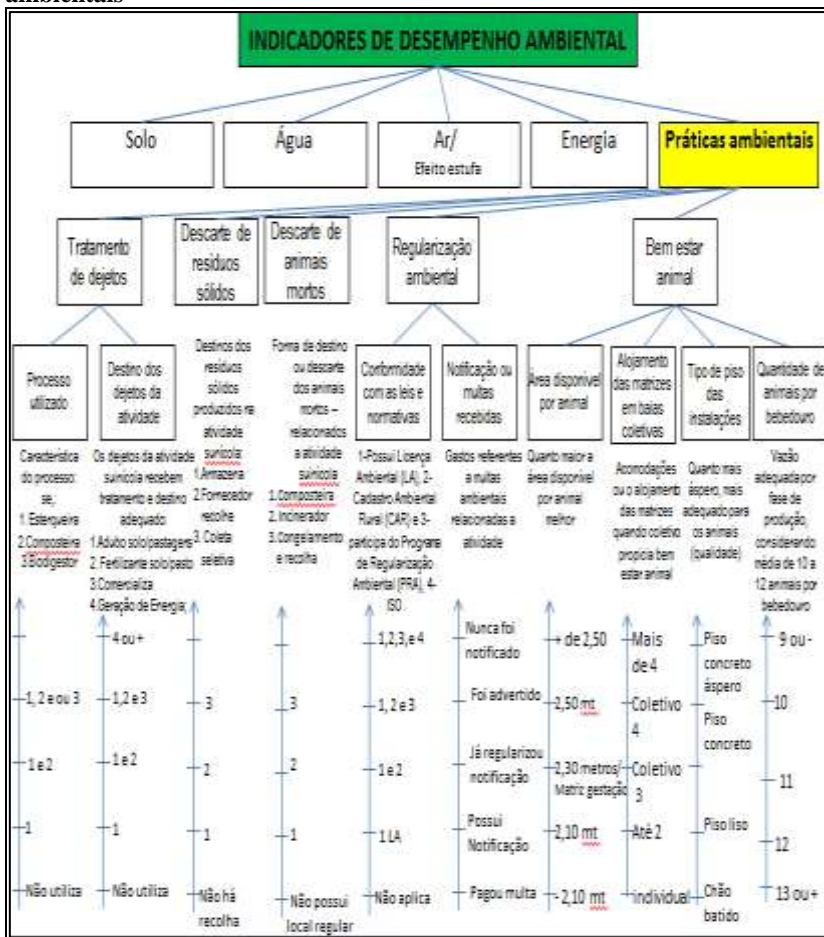 ambientais
INDICADORES DE DESEMPENHO AMBIENTAL
Solo
Água
Ar/
Efeito estufa
Energia
Práticas ambientais
Tratamento
de dejetos
Descarte de
resíduos
sólidos
Descarte de
animais
mortos
Regularização
ambiental
Bem estar
animal
Processo
utilizado
Destino dos
dejetos da
atividade
Destinos dos
resíduos
sólidos
produzidos na
atividade
surícola:
1.Armazena
2.Fornecedor
recolhe
3. Coleta
seletiva
Forma de destino
ou descarte
dos animais
mortos –
relacionados
a atividade
suinícola
1.Composteira
2.Incinerador
3.Congelamento
e recolha
Conformidade
com as leis e
normativas
Notificação ou
multas
recebidas
Área disponível
por animal
Alojamento
das matrizes
em baias
coletivas
Tipo de piso
das
instalações
Quantidade de
animais por
bebedouro
Característica
do processo:
se,
1. Esterqueira
2.Composteira
3.Biodigestor
Os dejetos da atividade
suinícola recebem
tratamento e destino
adequado:
1.Adubo solo/pastagens
2. Fertilizante solo/pasto
3.Comercializa
4.Geração de Energia;
1-Possui Licença
Ambiental (LA), 2-
Cadastro Ambiental
Rural (CAR) e 3-
participa do Programa
de Regularização
Ambiental (PRA), 4-
ISO
Gastos referentes
a multas
ambientais
relacionadas a
atividade
Quanto maior a
área disponível
por animal
melhor
Acomodações
ou o alojamento
das matrizes
quando coletivo
propicia bem
estar animal
Quanto mais
áspero, mais
adequado para
os animais
(qualidade)
Vazão
adequada por
fase de
produção,
considerando
média de 10 a
12 animais por
bebedouro
1, 2 e ou 3
1 e 2
1
Não utiliza
4 ou +
1,2 e 3
1 e 2
1
Não utiliza
3
2
1
Não há
recolha
3
2
1
Não possui
local regular
1,2,3, e 4
1,2 e 3
1 e 2
1 LA
Não aplica
Nunca foi
notificado
Foi advertido
Já regularizou
notificação
Possui
Notificação
Pagou multa
+ de 2,50
2,50 mt
2,30 metros/
Matriz gestação
2,10 mt
- 2,10 mt
Mais
de 4
Coletivo
4
Coletivo
3
Até 2
individual
Piso
concreto
áspero
Piso
concreto
Piso liso
Chão
batido
9 ou -
10
11
12
13 ou +